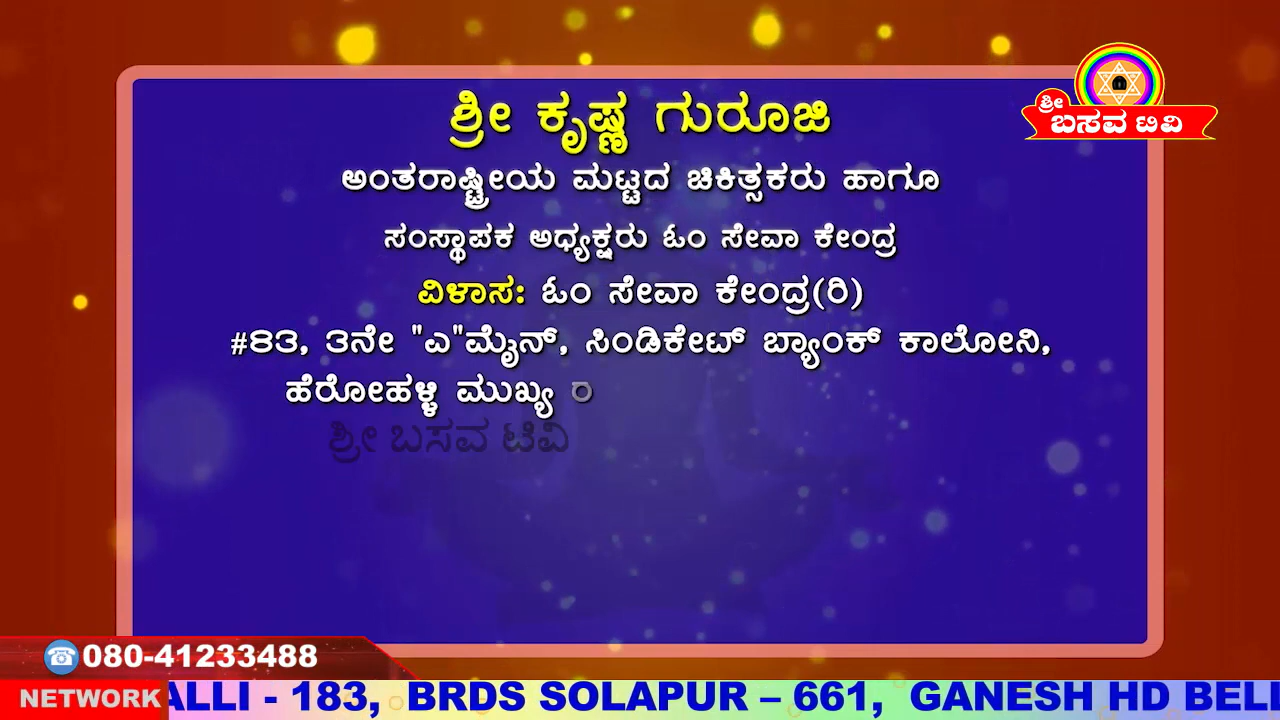 ಶ್ರೀ ಕೃಷ್ಣ ಗುರೂಜಿ
ಶ್ರೀ
ಬಸವ ಟಿವಿ
ಅಂತರಾಷ್ಟ್ರೀಯ ಮಟ್ಟದ ಚಿಕಿತ್ಸಕರು ಹಾಗೂ
ಸಂಸ್ಥಾಪಕ ಅಧ್ಯಕ್ಷರು ಓಂ ಸೇವಾ ಕೇಂದ್ರ
ವಿಳಾಸ: ಓಂ ಸೇವಾ ಕೇಂದ್ರ(ರಿ)
#83, 3ನೇ "ಎ"ಮೈನ್, ಸಿಂಡಿಕೇಟ್ ಬ್ಯಾಂಕ್ ಕಾಲೋನಿ,
ಹೆರೋಹಳ್ಳಿ ಮುಖ್ಯ
ಶ್ರೀ ಬಸವ ಟಿವಿ
080-41233488
NETWORK ALLI - 183, BRDS SOLAPUR – 661, GANESH HD BELL